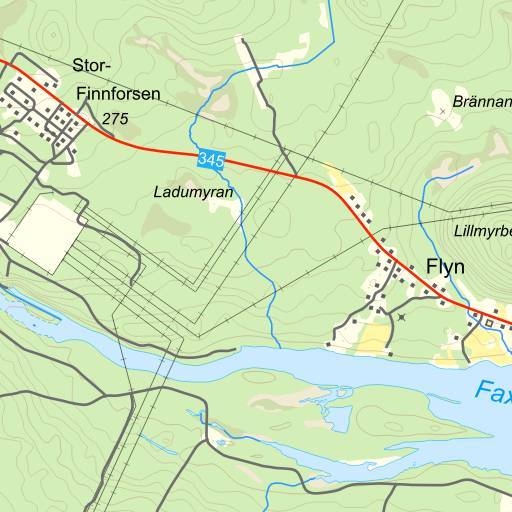 Stor-
Finnforsen
275
Brännan
345
Ladumyran
Lillmyrbe
Flyn
Fax